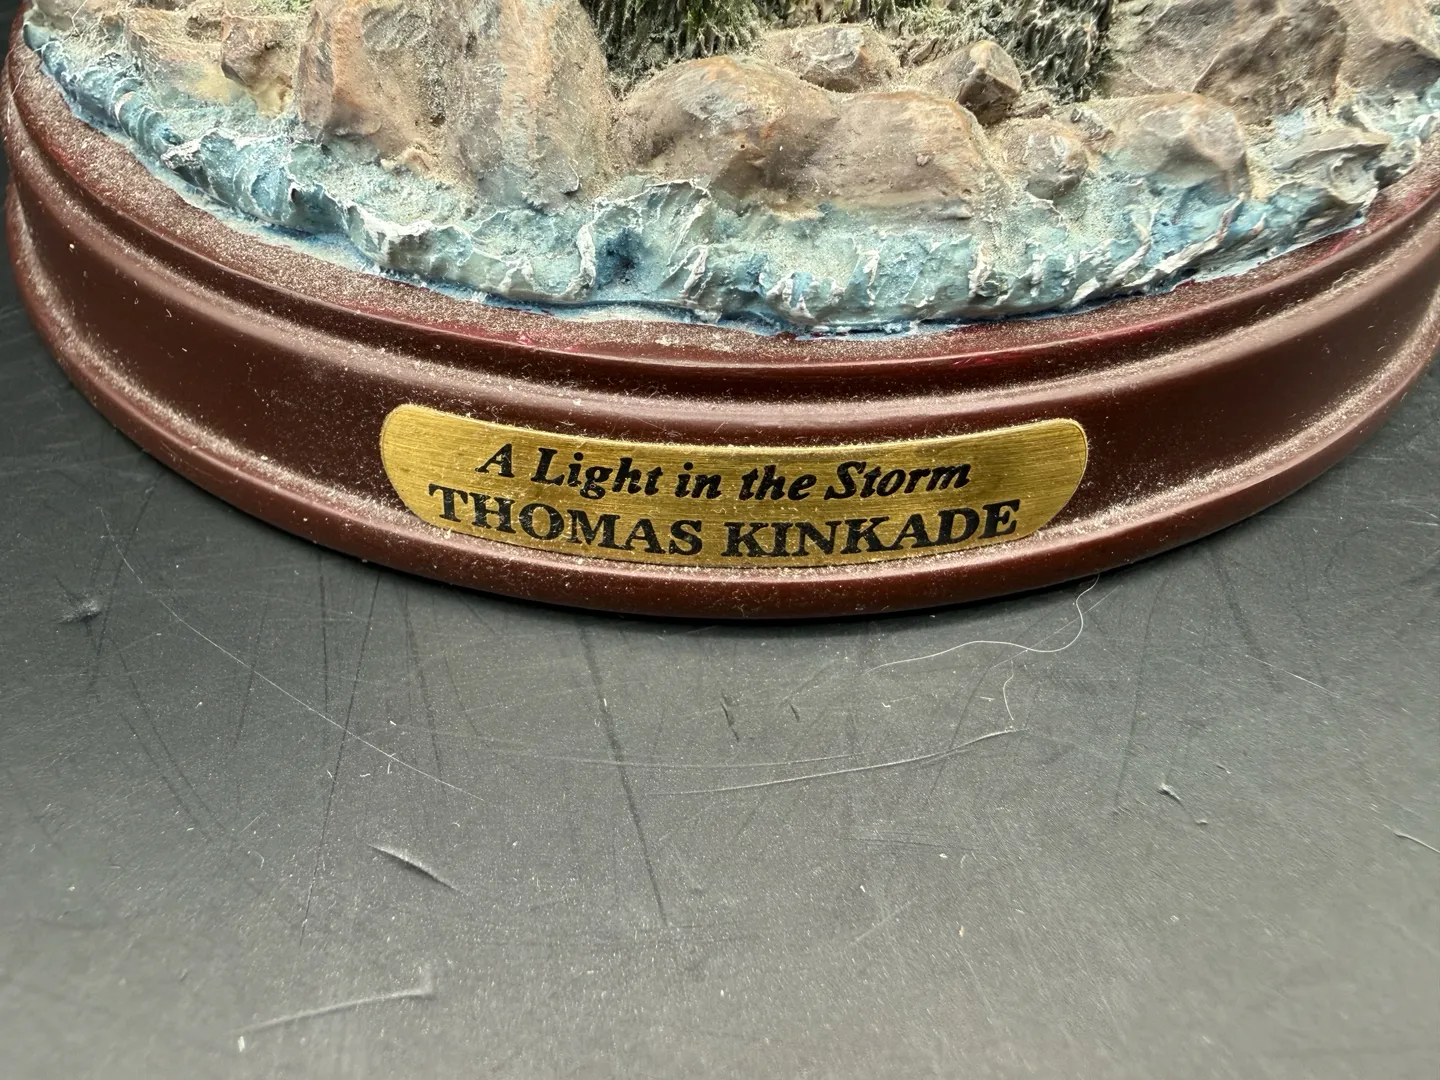 A Light in the Storm
THOMAS KINKADE